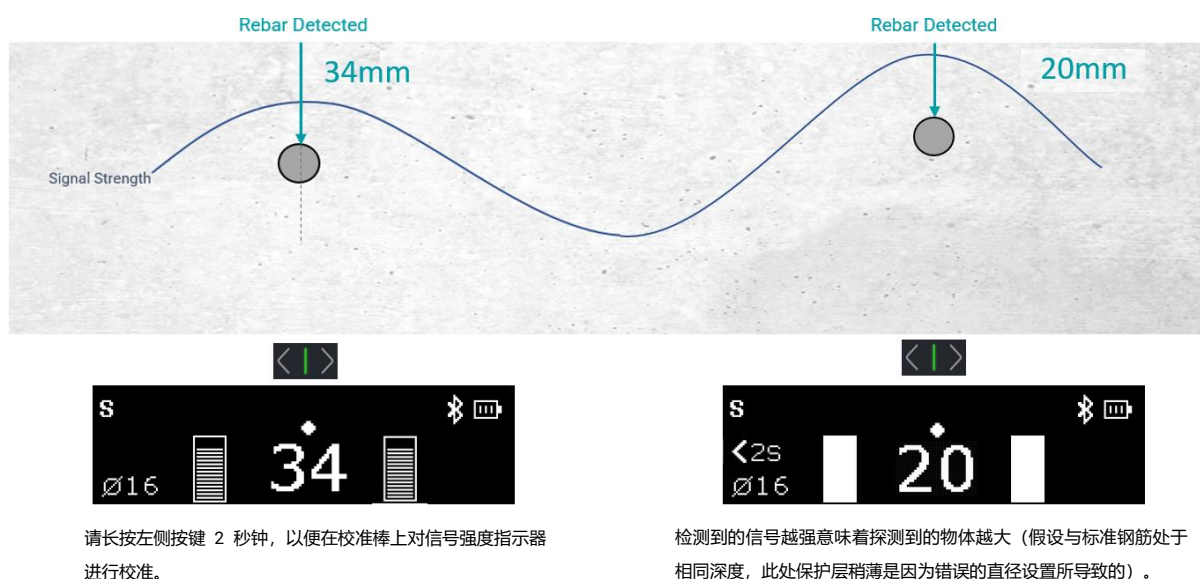 Rebar Detected
Rebar Detected
34mm
20mm
Signal Strength
S
34
Ø16
S
<2s
20
Ø16
请长按左侧按键 2 秒钟，以便在校准棒上对信号强度指示器
进行校准。
检测到的信号越强意味着探测到的物体越大（假设与标准钢筋处于
相同深度，此处保护层稍薄是因为错误的直径设置所导致的）。